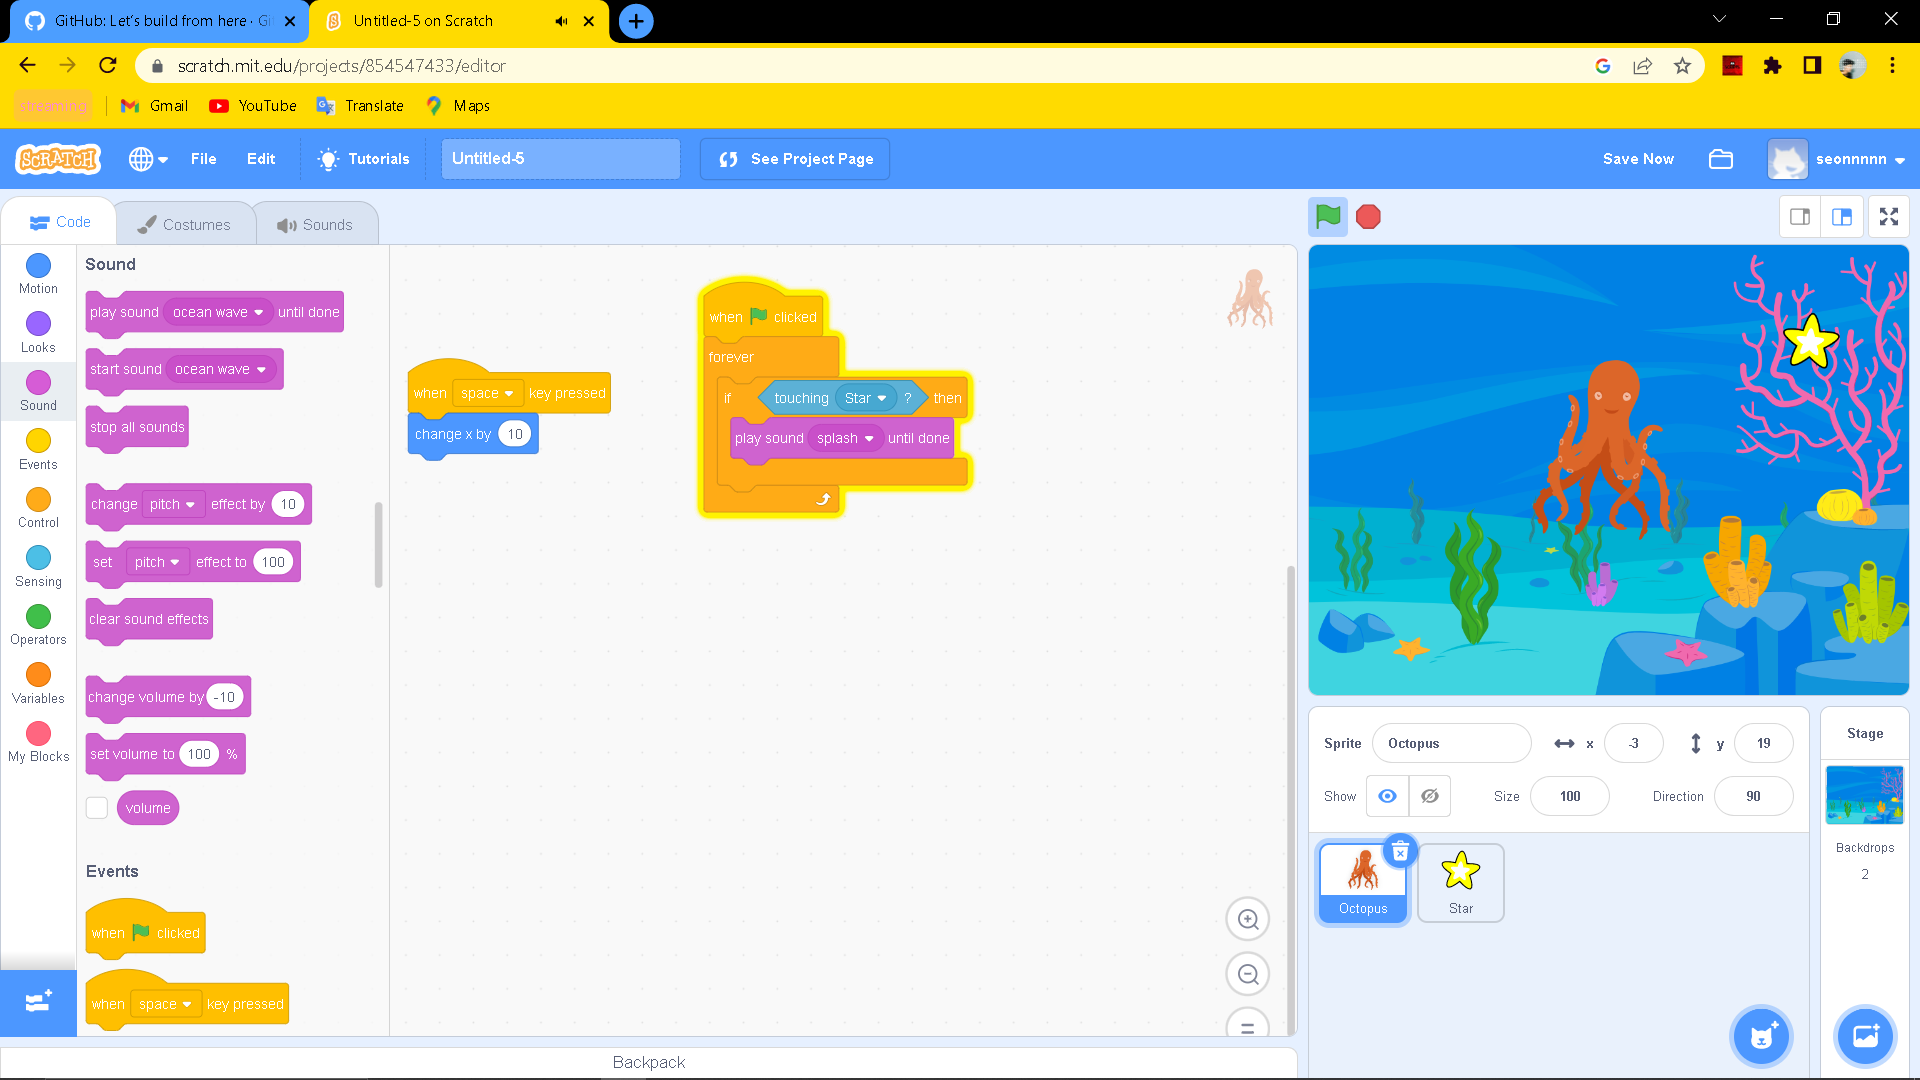 GitHub: Let's build from here · Gi
Untitled-5 on Scratch
scratch.mit.edu/projects/854547433/editor
streaming
Gmail
YouTube
Translate
Maps
SCRATCH
File
Edit
Tutorials
Untitled-5
See Project Page
Save Now
seonnnnn
Code
Costumes
Sounds
Motion
Looks
Sound
Events
Control
Sensing
Operators
Variables
My Blocks
Sound
play sound ocean wave until done
start sound ocean wave
stop all sounds
change pitch effect by 10
set pitch effect to 100
clear sound effects
change volume by -10
set volume to 100 %
volume
Events
when clicked
when space key pressed
when space key pressed
change x by 10
when clicked
forever
if touching Star ? then
play sound splash until done
Sprite Octopus x -3 y 19
Show Size 100 Direction 90
Octopus
Star
Stage
Backdrops
2
Backpack